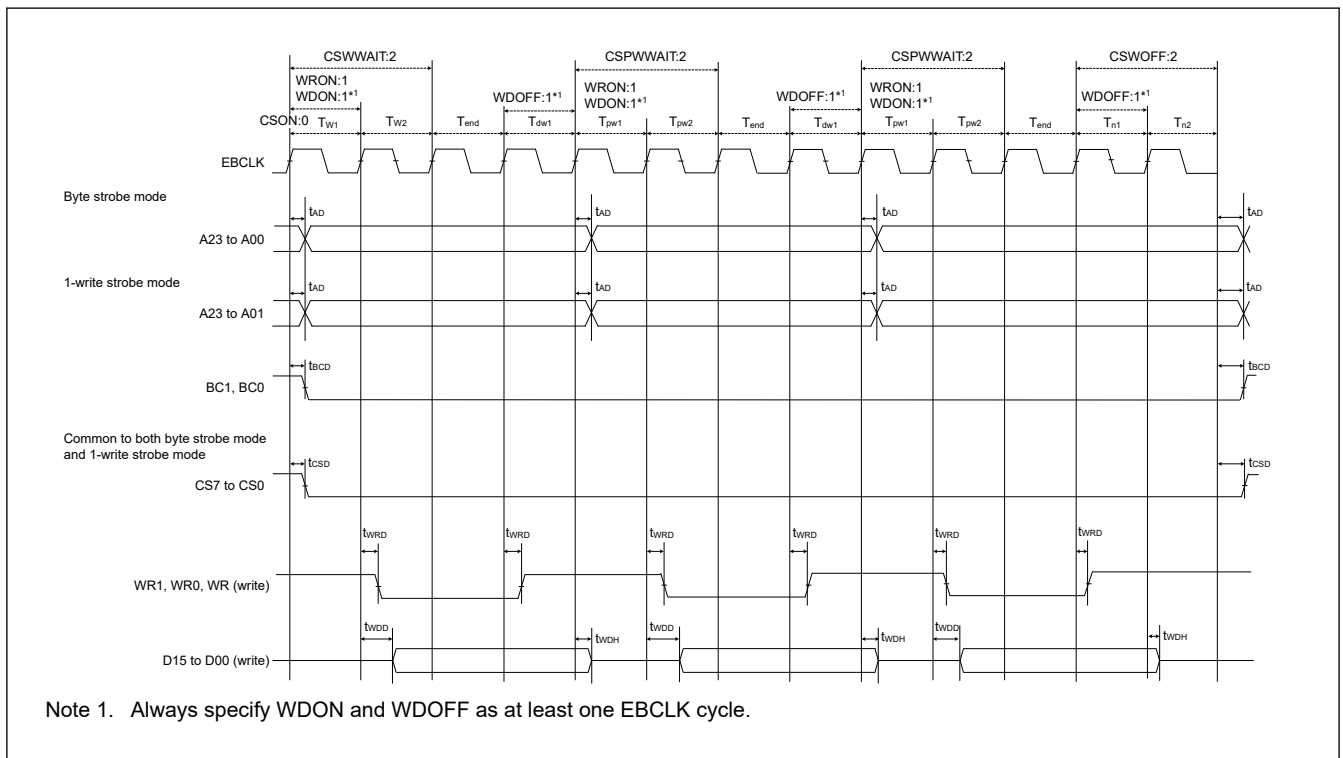 CSWWAIT:2 CSPWWAIT:2 CSPWWAIT:2 CSWOFF:2
WRON:1 WRON:1 WRON:1
WDON:1*1 WDOFF:1*1 WDON:1*1 WDOFF:1*1 WDON:1*1 WDOFF:1*1
CSON:0 TW1 TW2 Tend Tdw1 Tpw1 Tpw2 Tend Tdw1 Tpw1 Tpw2 Tend Tn1 Tn2
EBCLK
Byte strobe mode
tAD tAD tAD tAD
A23 to A00
1-write strobe mode
tAD tAD tAD tAD
A23 to A01
tBCD tBCD
BC1, BC0
Common to both byte strobe mode
and 1-write strobe mode
tCSD tCSD
CS7 to CS0
tWRD tWRD tWRD tWRD tWRD tWRD
WR1, WR0, WR (write)
tWDD tWDH tWDD tWDH tWDD tWDH
D15 to D00 (write)
Note 1. Always specify WDON and WDOFF as at least one EBCLK cycle.